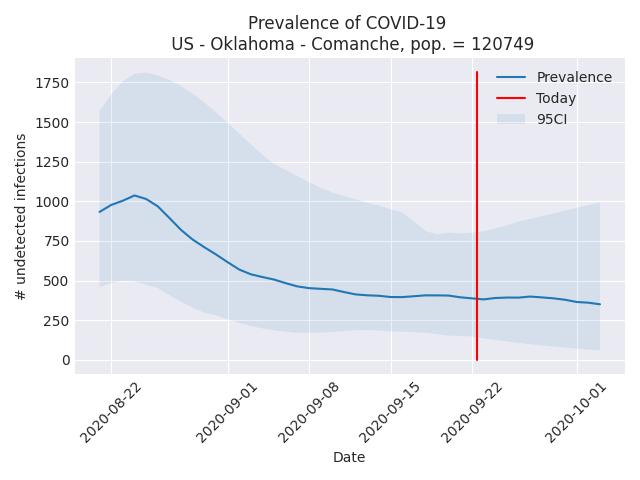 Prevalence of COVID-19
US - Oklahoma - Comanche, pop. = 120749
Prevalence
Today
95CI
# undetected infections
1750
1500
1250
1000
750
500
250
0
2020-08-22
2020-09-01
2020-09-08
2020-09-15
2020-09-22
2020-10-01
Date